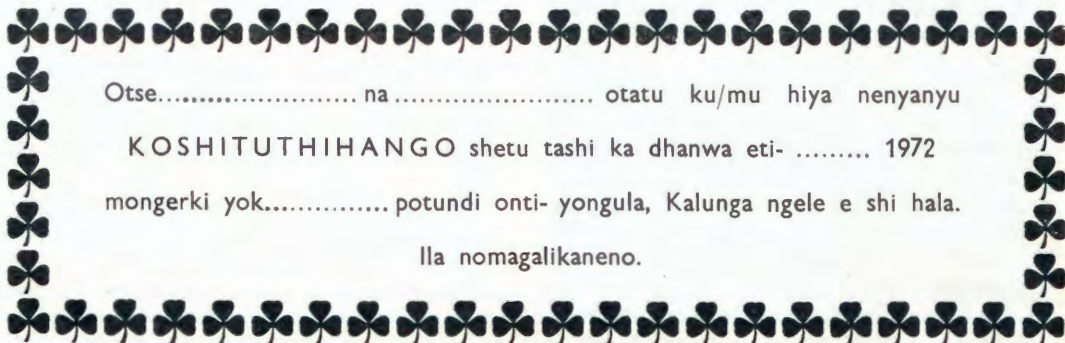 Otse......................... na ....................... otatu ku/mu hiya nenyanyu
KOSHITUTHIHANGO shetu tashi ka dhanwa eti- ......... 1972
mongerki yok............... potundi onti- yongula, Kalunga ngele e shi hala.
Ila nomagalikaneno.